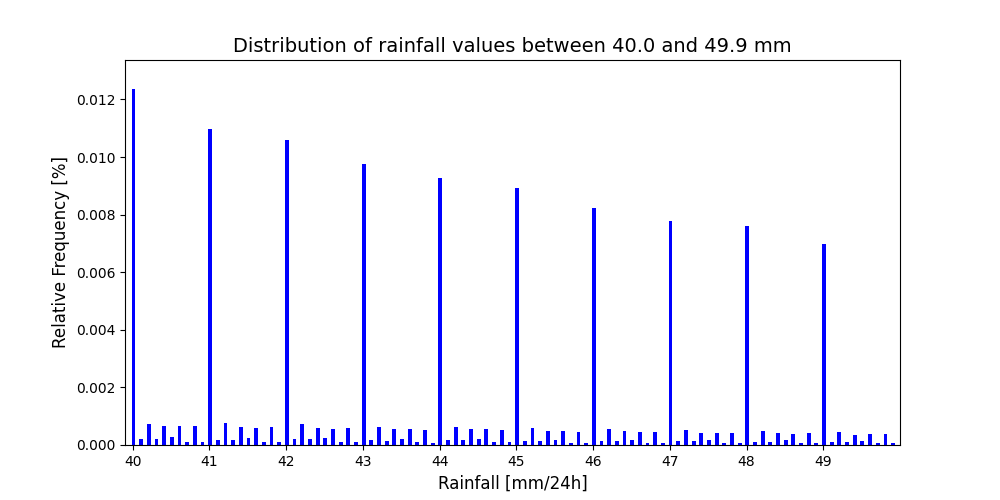 Distribution of rainfall values between 40.0 and 49.9 mm
Relative Frequency [%]
0.012
0.010
0.008
0.006
0.004
0.002
0.000
40 41 42 43 44 45 46 47 48 49
Rainfall [mm/24h]